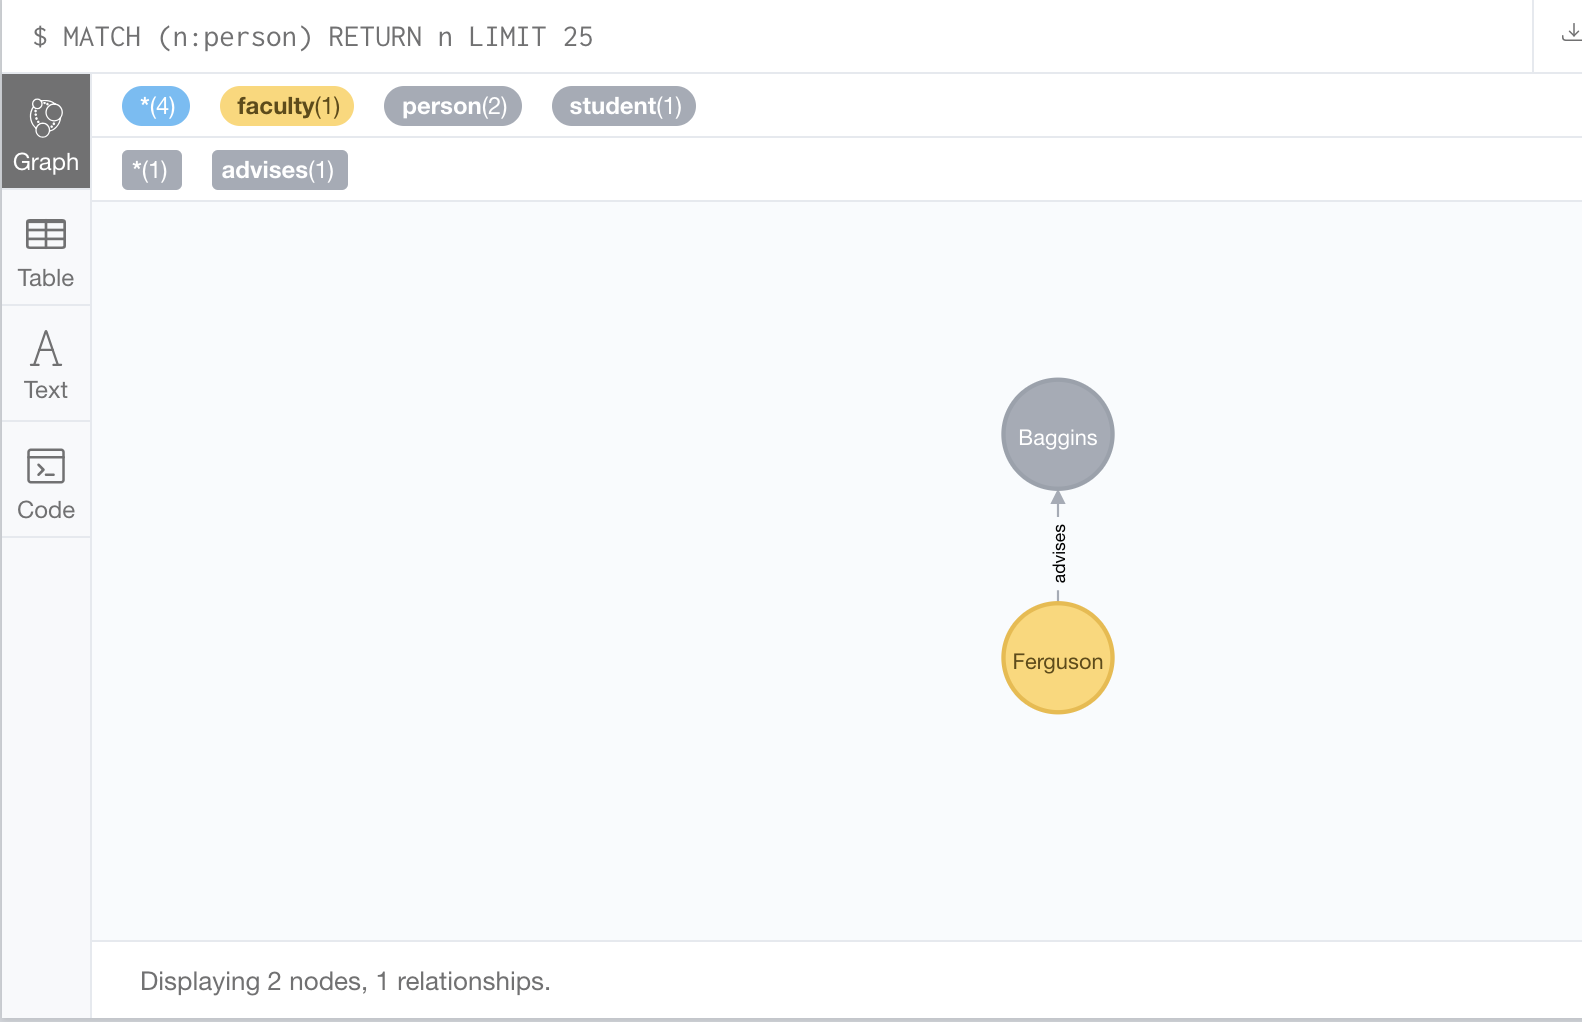 $ MATCH (n:person) RETURN n LIMIT 25
*(4) faculty(1) person(2) student(1)
Graph
*(1) advises(1)
Table
Text
Code
Baggins
advises
Ferguson
Displaying 2 nodes, 1 relationships.